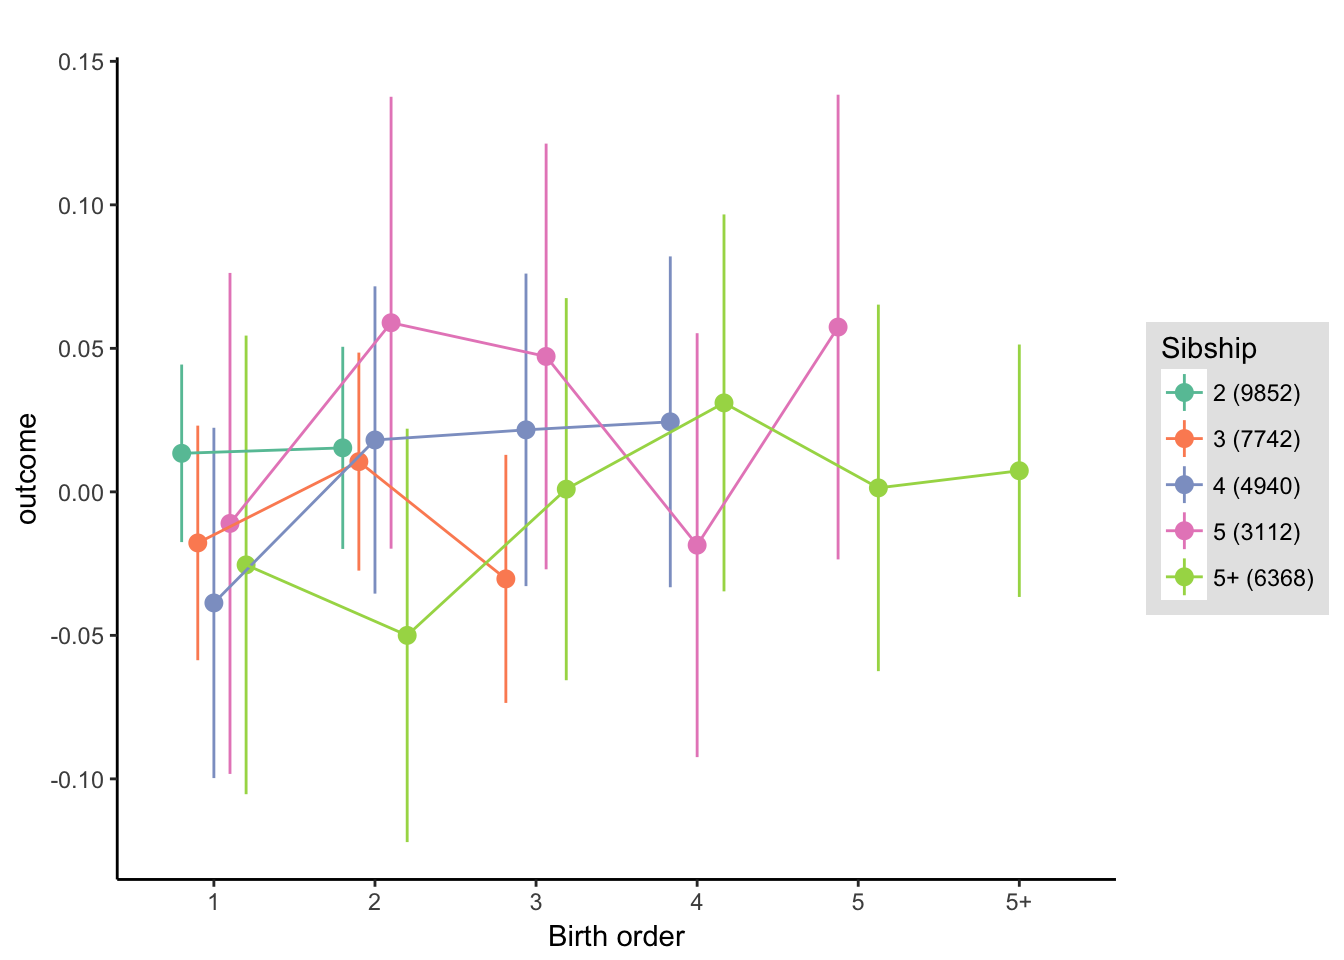 0.15
0.10
0.05
0.00
-0.05
-0.10
outcome
1 2 3 4 5 5+
Birth order
Sibship
2 (9852)
3 (7742)
4 (4940)
5 (3112)
5+ (6368)